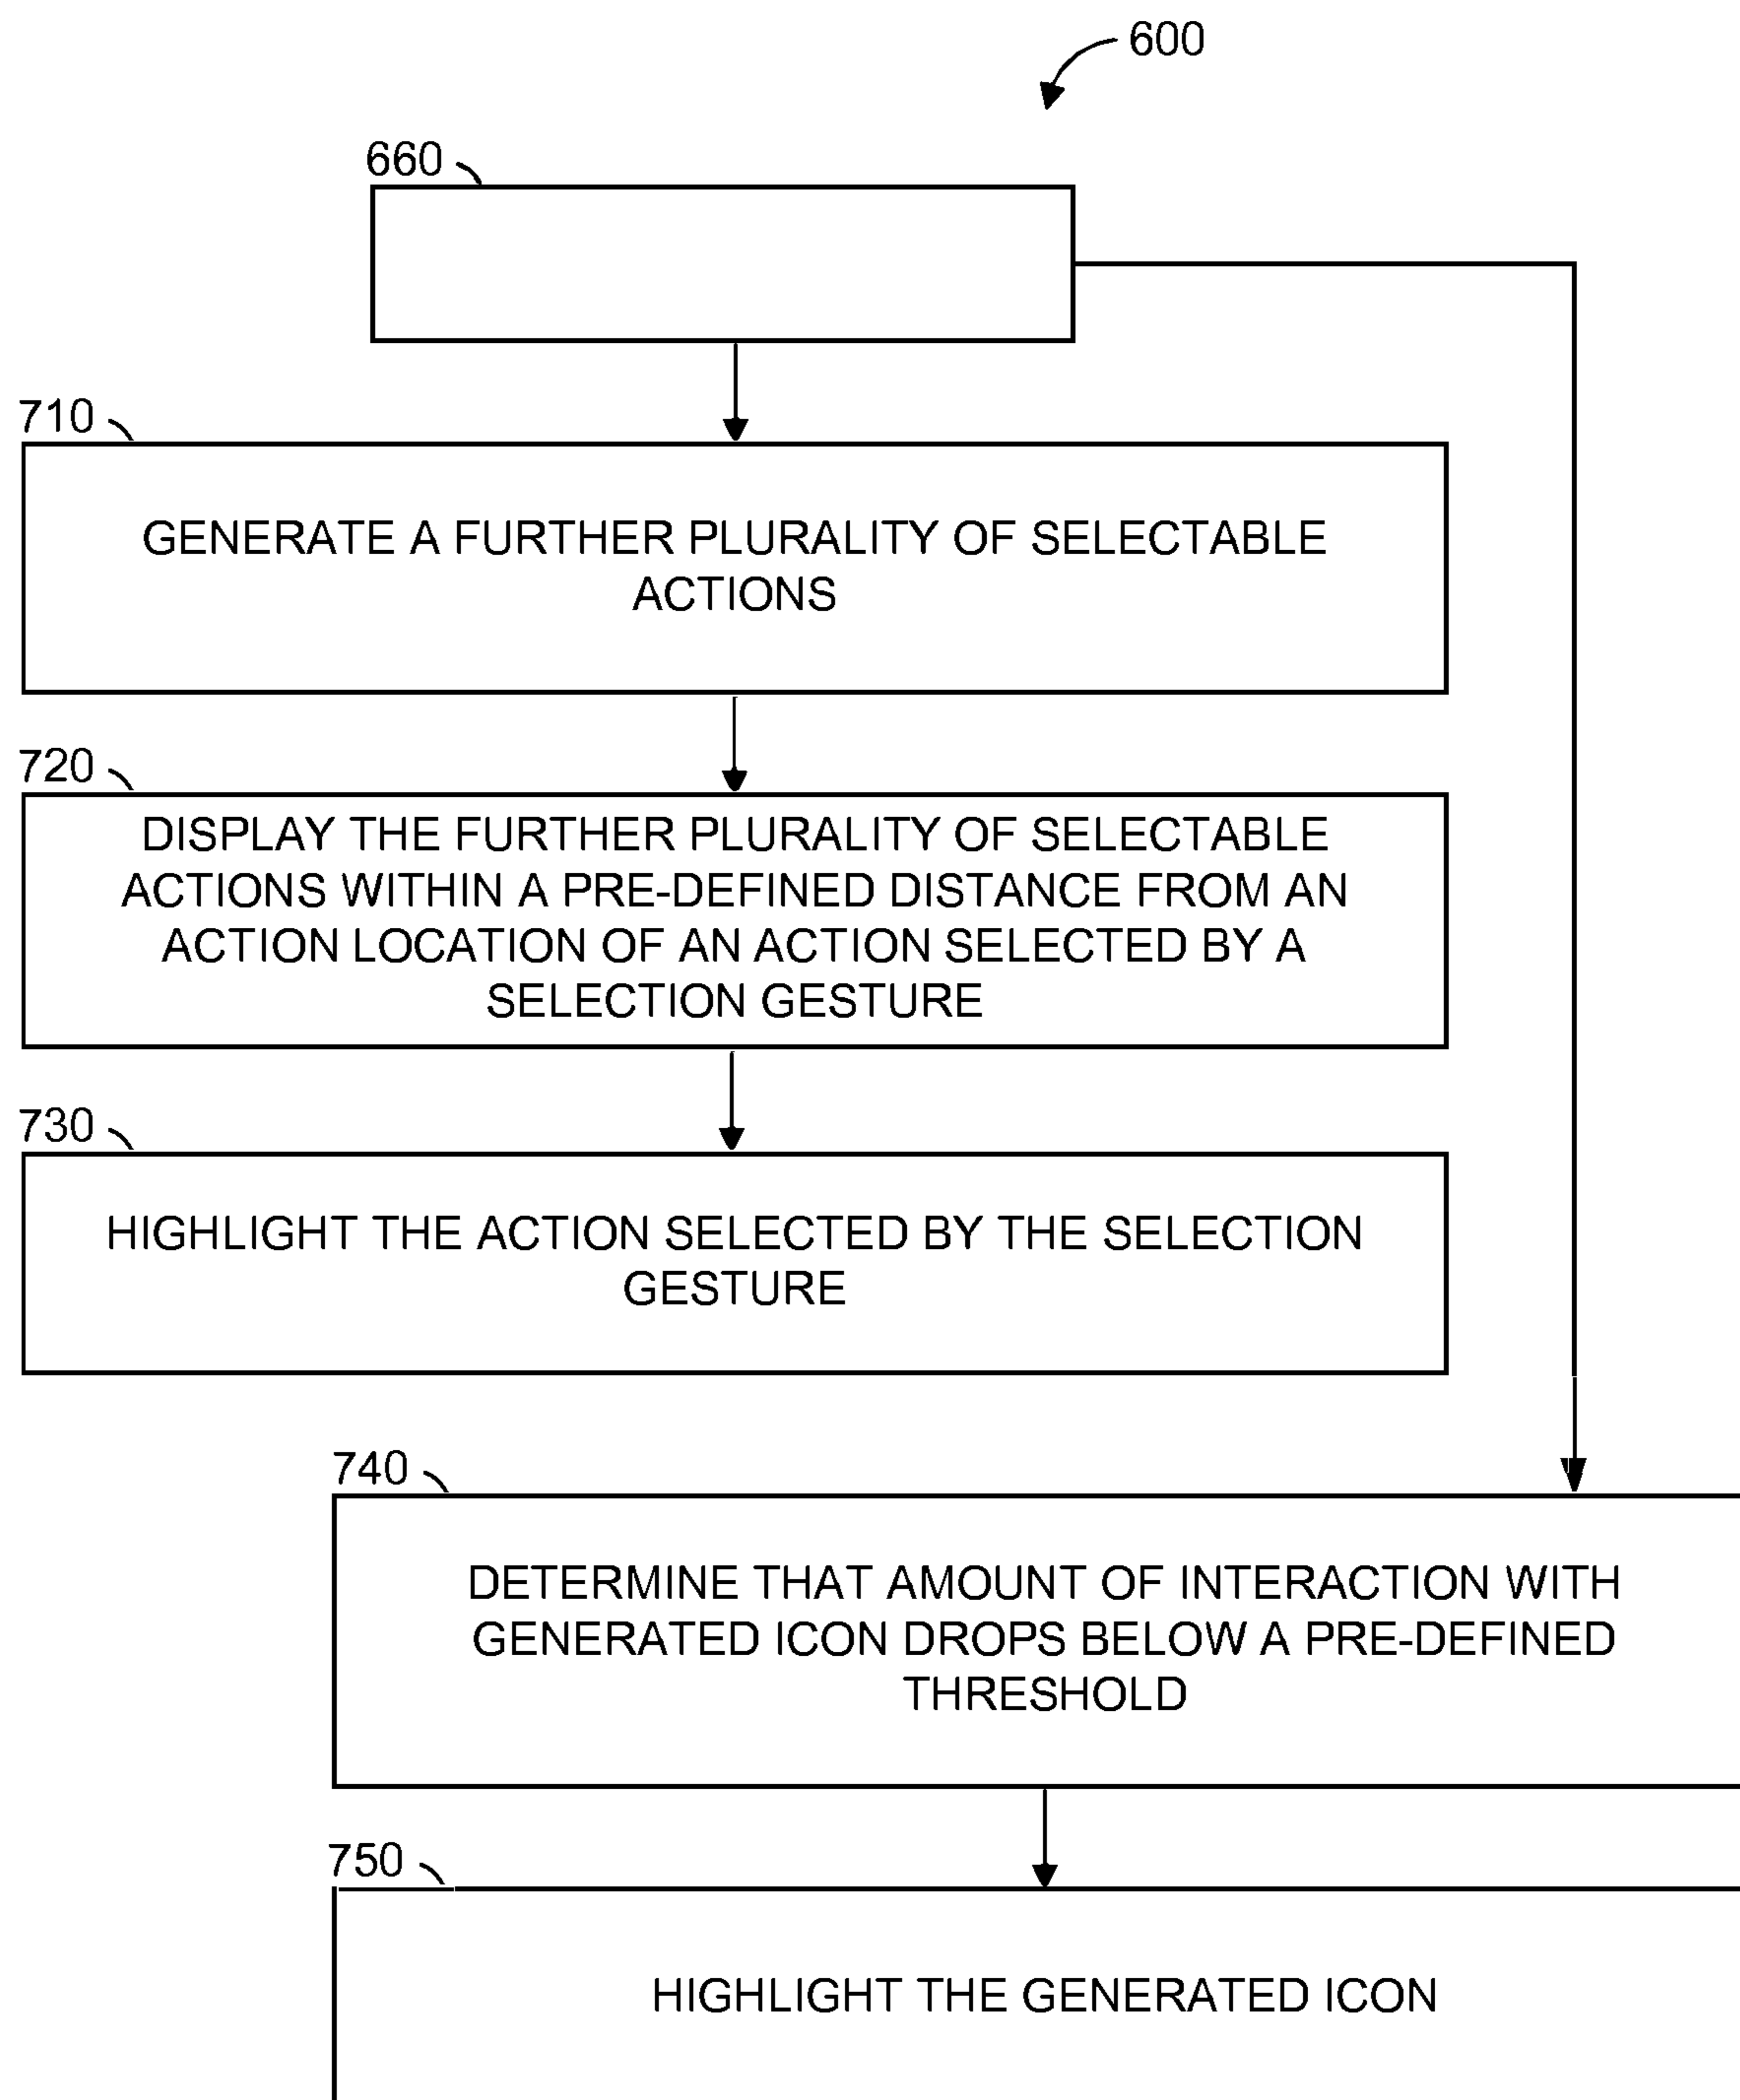 600
660
710
GENERATE A FURTHER PLURALITY OF SELECTABLE
ACTIONS
720
DISPLAY THE FURTHER PLURALITY OF SELECTABLE
ACTIONS WITHIN A PRE-DEFINED DISTANCE FROM AN
ACTION LOCATION OF AN ACTION SELECTED BY A
SELECTION GESTURE
730
HIGHLIGHT THE ACTION SELECTED BY THE SELECTION
GESTURE
740
DETERMINE THAT AMOUNT OF INTERACTION WITH
GENERATED ICON DROPS BELOW A PRE-DEFINED
THRESHOLD
750
HIGHLIGHT THE GENERATED ICON